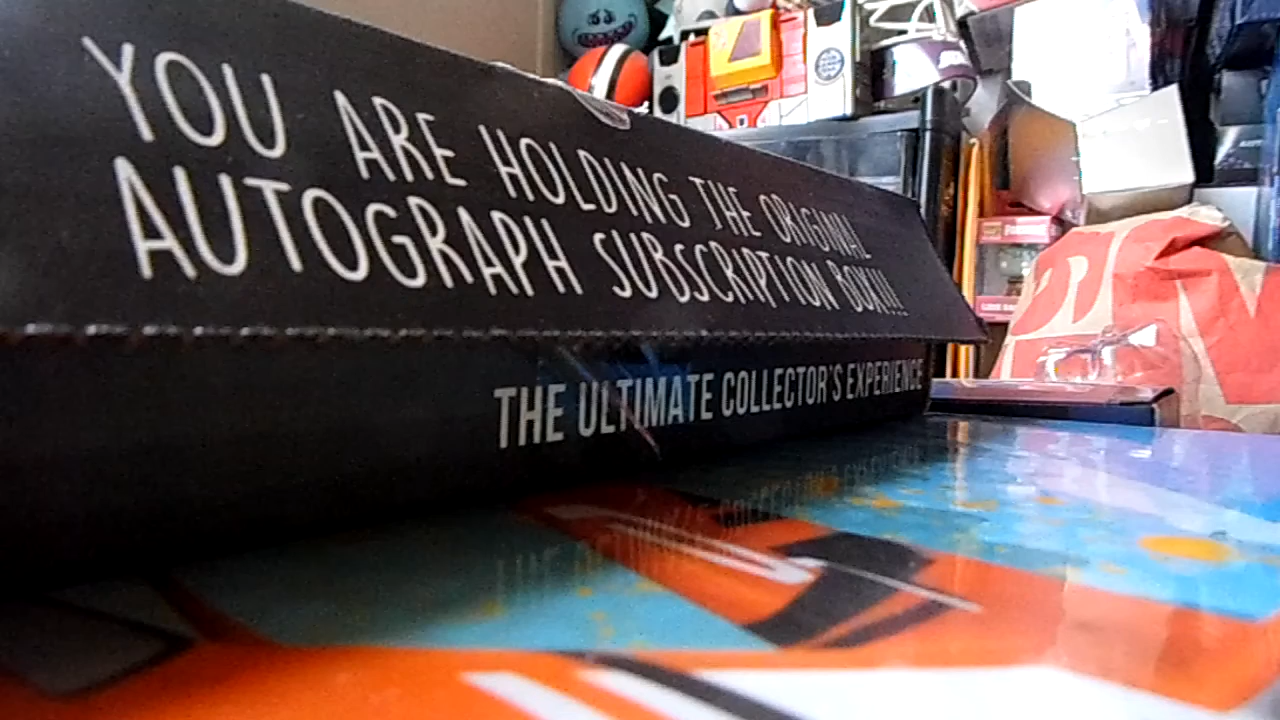 YOU ARE HOLDING THE ORIGINAL
AUTOGRAPH SUBSCRIPTION BOX!!!
THE ULTIMATE COLLECTOR'S EXPERIENCE